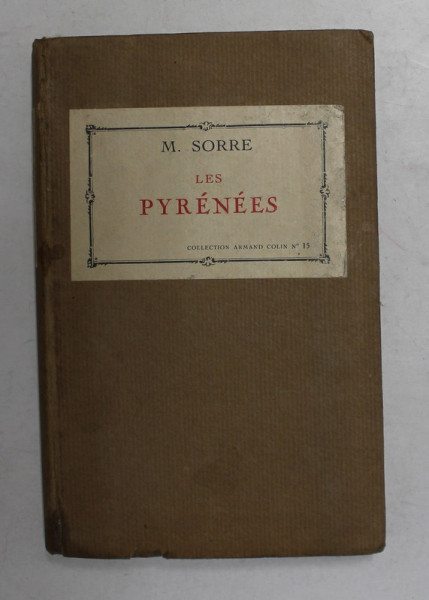 M. SORRE
LES
PYRÉNÉES
COLLECTION ARMAND COLIN Nº 15